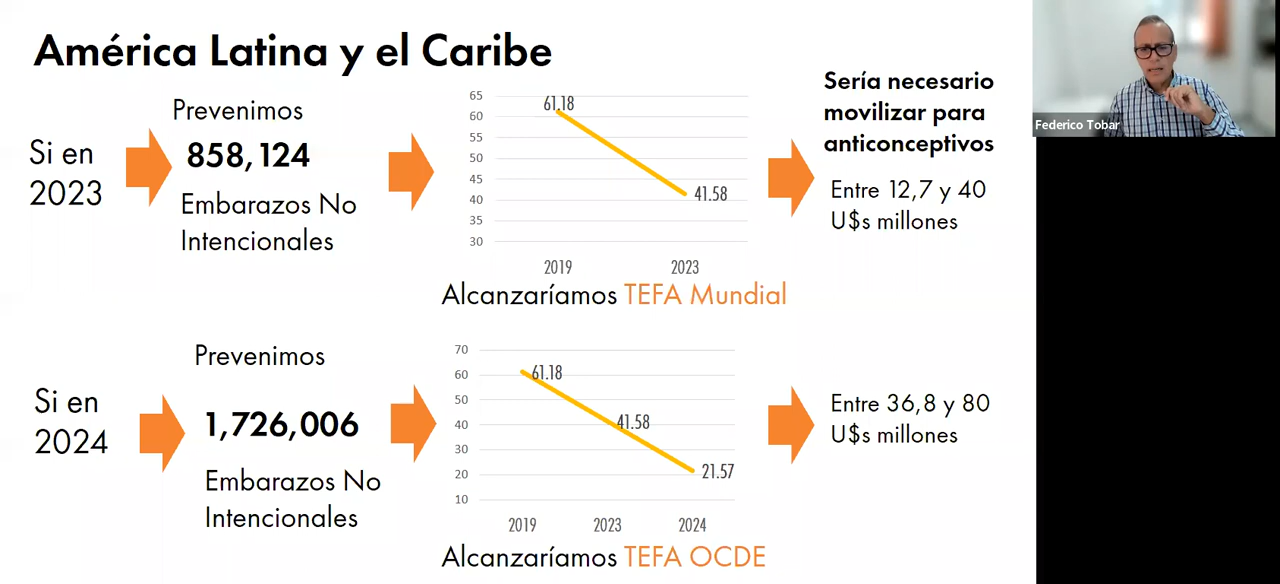 América Latina y el Caribe
Si en
2023
Prevenimos
858,124
Embarazos No
Intencionales
65
60
55
50
45
40
35
30
61.18
41.58
2019
2023
Alcanzaríamos TEFA Mundial
Sería necesario
movilizar para
anticonceptivos
Entre 12,7 y 40
U$s millones
Si en
2024
Prevenimos
1,726,006
Embarazos No
Intencionales
70
60
50
40
30
20
10
61.18
41.58
21.57
2019
2023
2024
Alcanzaríamos TEFA OCDE
Entre 36,8 y 80
U$s millones
Federico Tobar